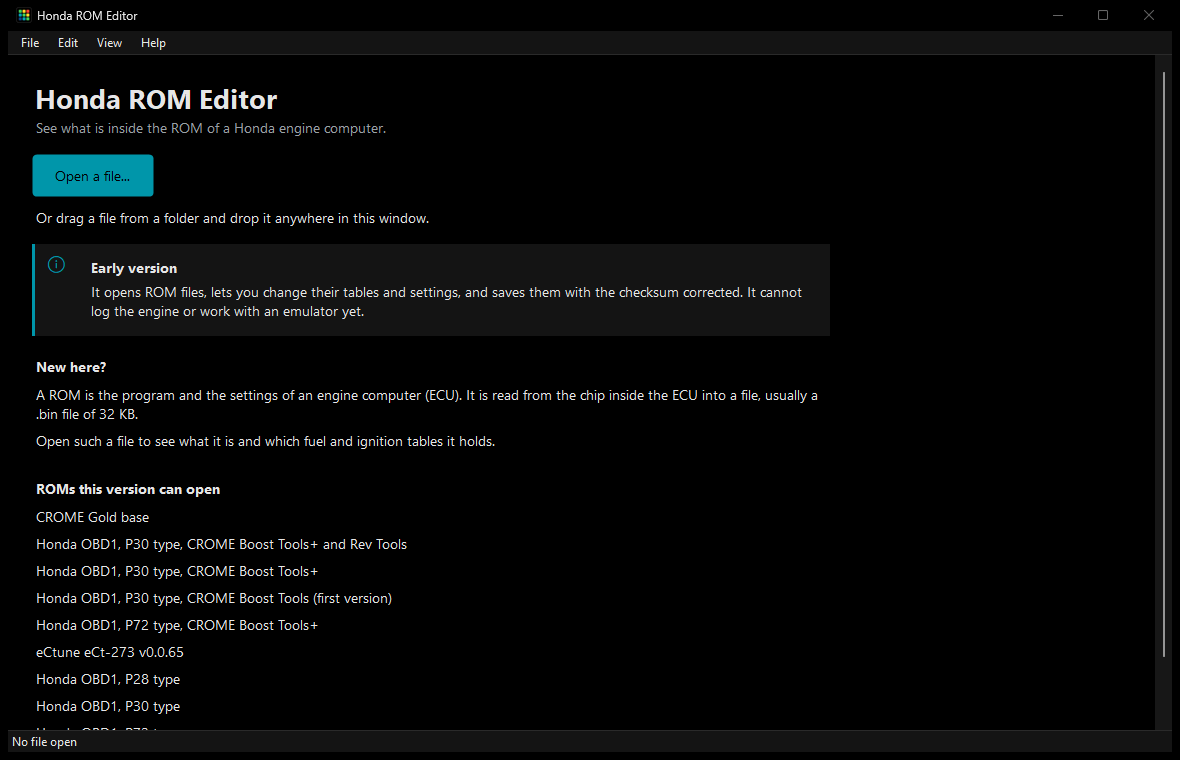 Honda ROM Editor
File Edit View Help
Honda ROM Editor
See what is inside the ROM of a Honda engine computer.
Open a file...
Or drag a file from a folder and drop it anywhere in this window.
Early version
It opens ROM files, lets you change their tables and settings, and saves them with the checksum corrected. It cannot
log the engine or work with an emulator yet.
New here?
A ROM is the program and the settings of an engine computer (ECU). It is read from the chip inside the ECU into a file, usually a
.bin file of 32 KB.
Open such a file to see what it is and which fuel and ignition tables it holds.
ROMs this version can open
CROME Gold base
Honda OBD1, P30 type, CROME Boost Tools+ and Rev Tools
Honda OBD1, P30 type, CROME Boost Tools+
Honda OBD1, P30 type, CROME Boost Tools (first version)
Honda OBD1, P72 type, CROME Boost Tools+
eCtune eCt-273 v0.0.65
Honda OBD1, P28 type
Honda OBD1, P30 type
No file open